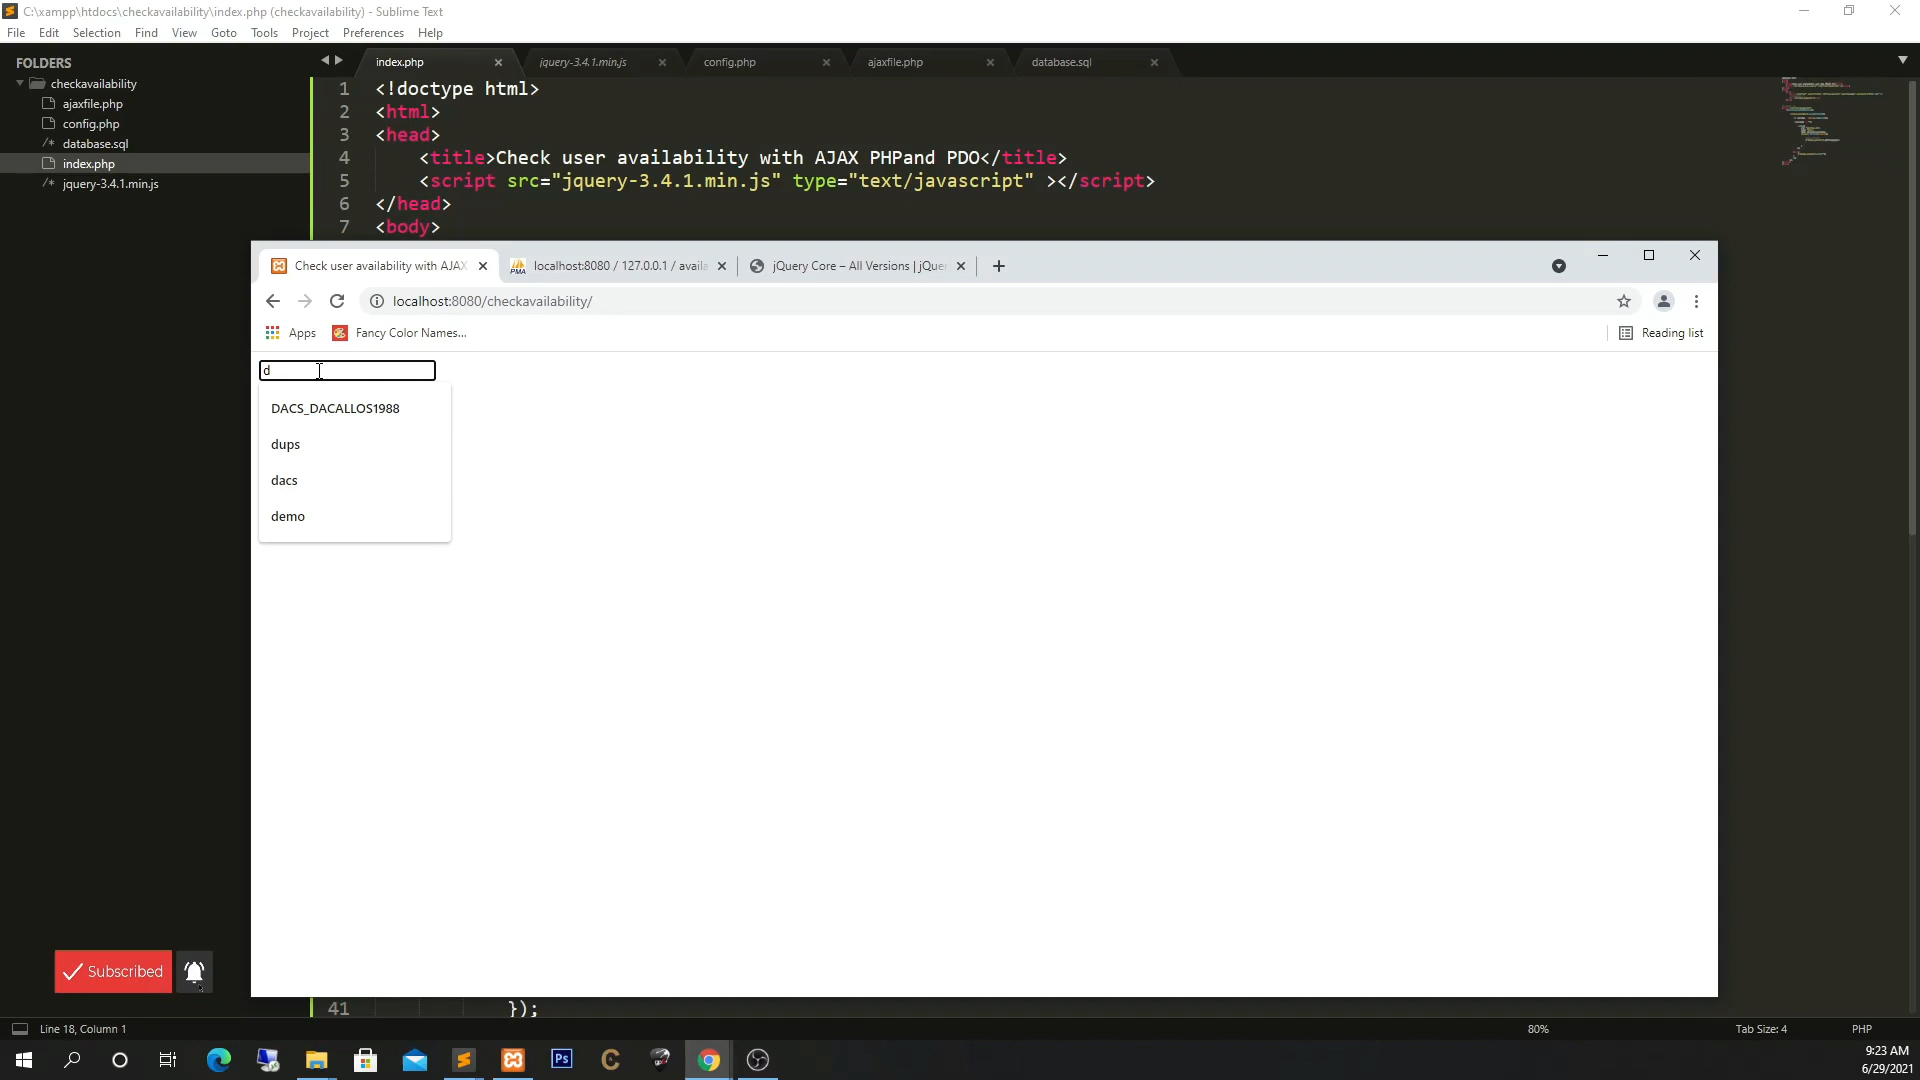 C:\xampp\htdocs\checkavailability\index.php (checkavailability) - Sublime Text
File Edit Selection Find View Goto Tools Project Preferences Help
FOLDERS
checkavailability
ajaxfile.php
config.php
/* database.sql
index.php
/* jquery-3.4.1.min.js
index.php jquery-3.4.1.min.js config.php ajaxfile.php database.sql
1 <!doctype html>
2 <html>
3 <head>
4 <title>Check user availability with AJAX PHPand PDO</title>
5 <script src="jquery-3.4.1.min.js" type="text/javascript" ></script>
6 </head>
7 <body>
Check user availability with AJAX
PMA localhost:8080 / 127.0.0.1 / availa
jQuery Core – All Versions | jQue
localhost:8080/checkavailability/
Apps Fancy Color Names... Reading list
d
DACS_DACALLOS1988
dups
dacs
demo
Subscribed
41 });
Line 18, Column 1 80% Tab Size: 4 PHP
Ps
9:23 AM
6/29/2021